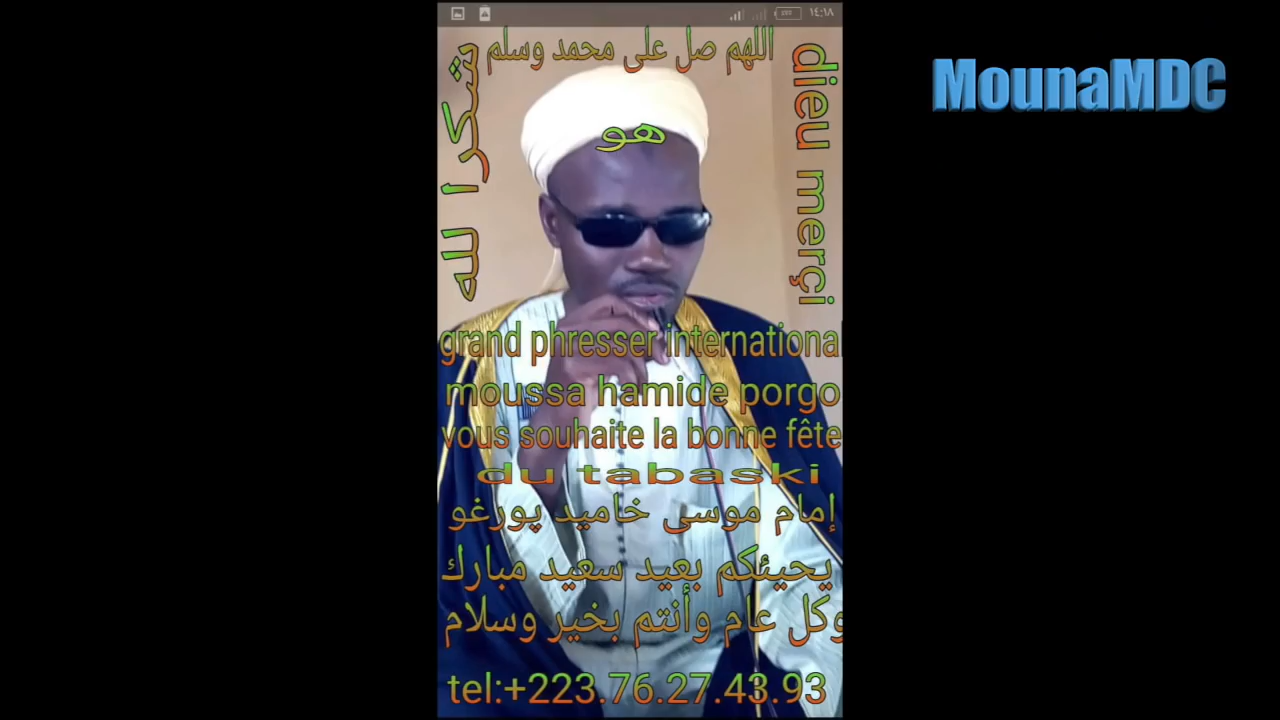 ١٤:١٨
MounaMDC
اللهم صل على محمد وسلم
شكرا لله
dieu merçi
هو
grand phresser international
moussa hamide porgo
vous souhaite la bonne fête
du tabaski
إمام موسى خاميد پورغو
يحيئكم بعيد سعيد مبارك
وكل عام وأنتم بخير وسلام
tel:+223.76.27.43.93